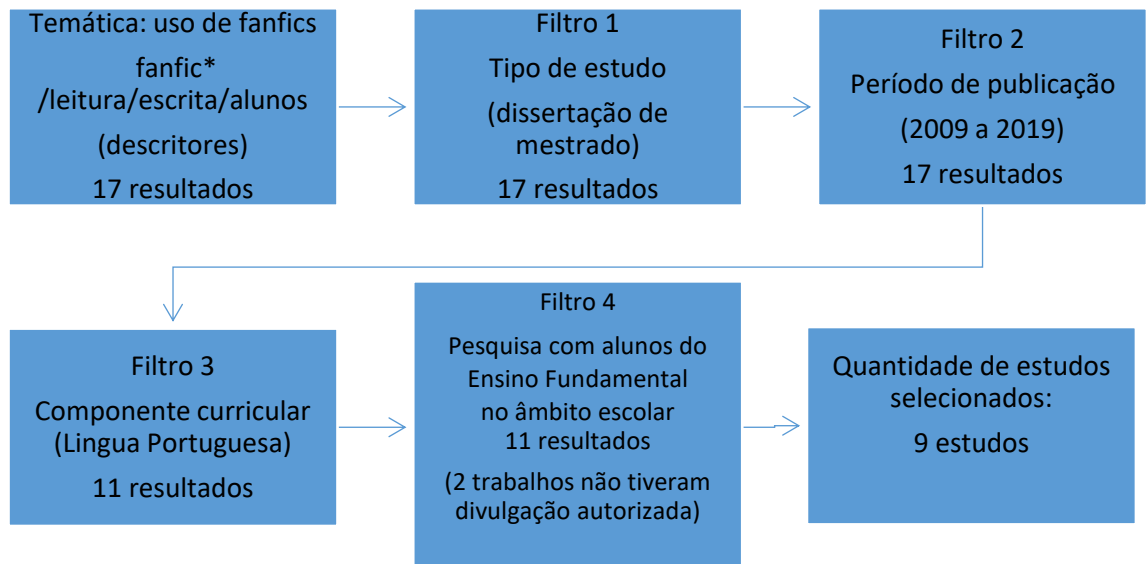 Temática: uso de fanfics
fanfic*
/leitura/escrita/alunos
(descritores)
17 resultados
Filtro 1
Tipo de estudo
(dissertação de
mestrado)
17 resultados
Filtro 2
Período de publicação
(2009 a 2019)
17 resultados
Filtro 3
Componente curricular
(Lingua Portuguesa)
11 resultados
Filtro 4
Pesquisa com alunos do
Ensino Fundamental
no âmbito escolar
11 resultados
(2 trabalhos não tiveram
divulgação autorizada)
Quantidade de estudos
selecionados:
9 estudos